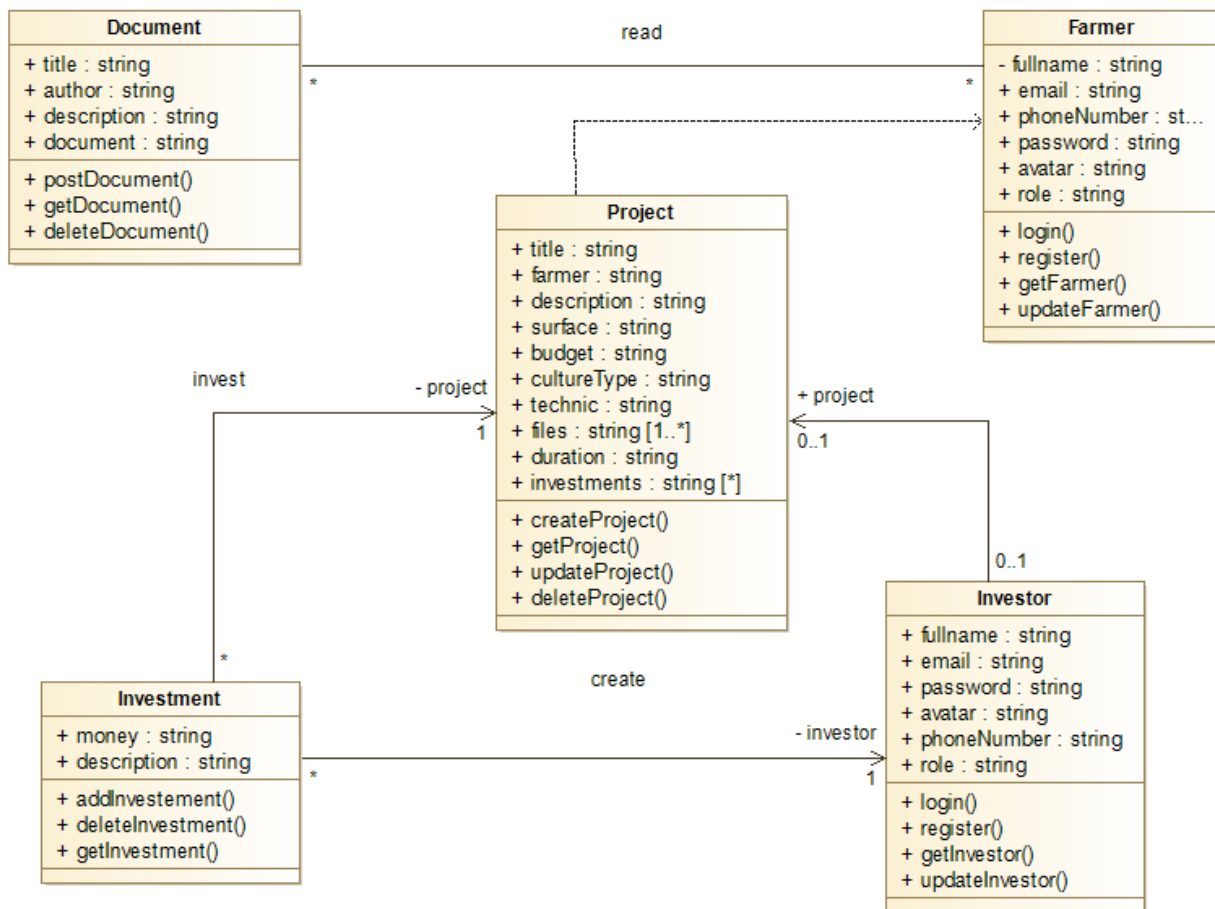 Document
+ title : string
+ author : string
+ description : string
+ document : string
+ postDocument()
+ getDocument()
+ deleteDocument()
read
*
*
Farmer
- fullname : string
+ email : string
+ phoneNumber : st...
+ password : string
+ avatar : string
+ role : string
+ login()
+ register()
+ getFarmer()
+ updateFarmer()
Project
+ title : string
+ farmer : string
+ description : string
+ surface : string
+ budget : string
+ cultureType : string
+ technic : string
+ files : string [1..*]
+ duration : string
+ investments : string [*]
+ createProject()
+ getProject()
+ updateProject()
+ deleteProject()
invest
- project
1
*
+ project
0..1
0..1
Investment
+ money : string
+ description : string
+ addInvestement()
+ deleteInvestment()
+ getInvestment()
create
- investor
*
1
Investor
+ fullname : string
+ email : string
+ password : string
+ avatar : string
+ phoneNumber : string
+ role : string
+ login()
+ register()
+ getInvestor()
+ updateInvestor()